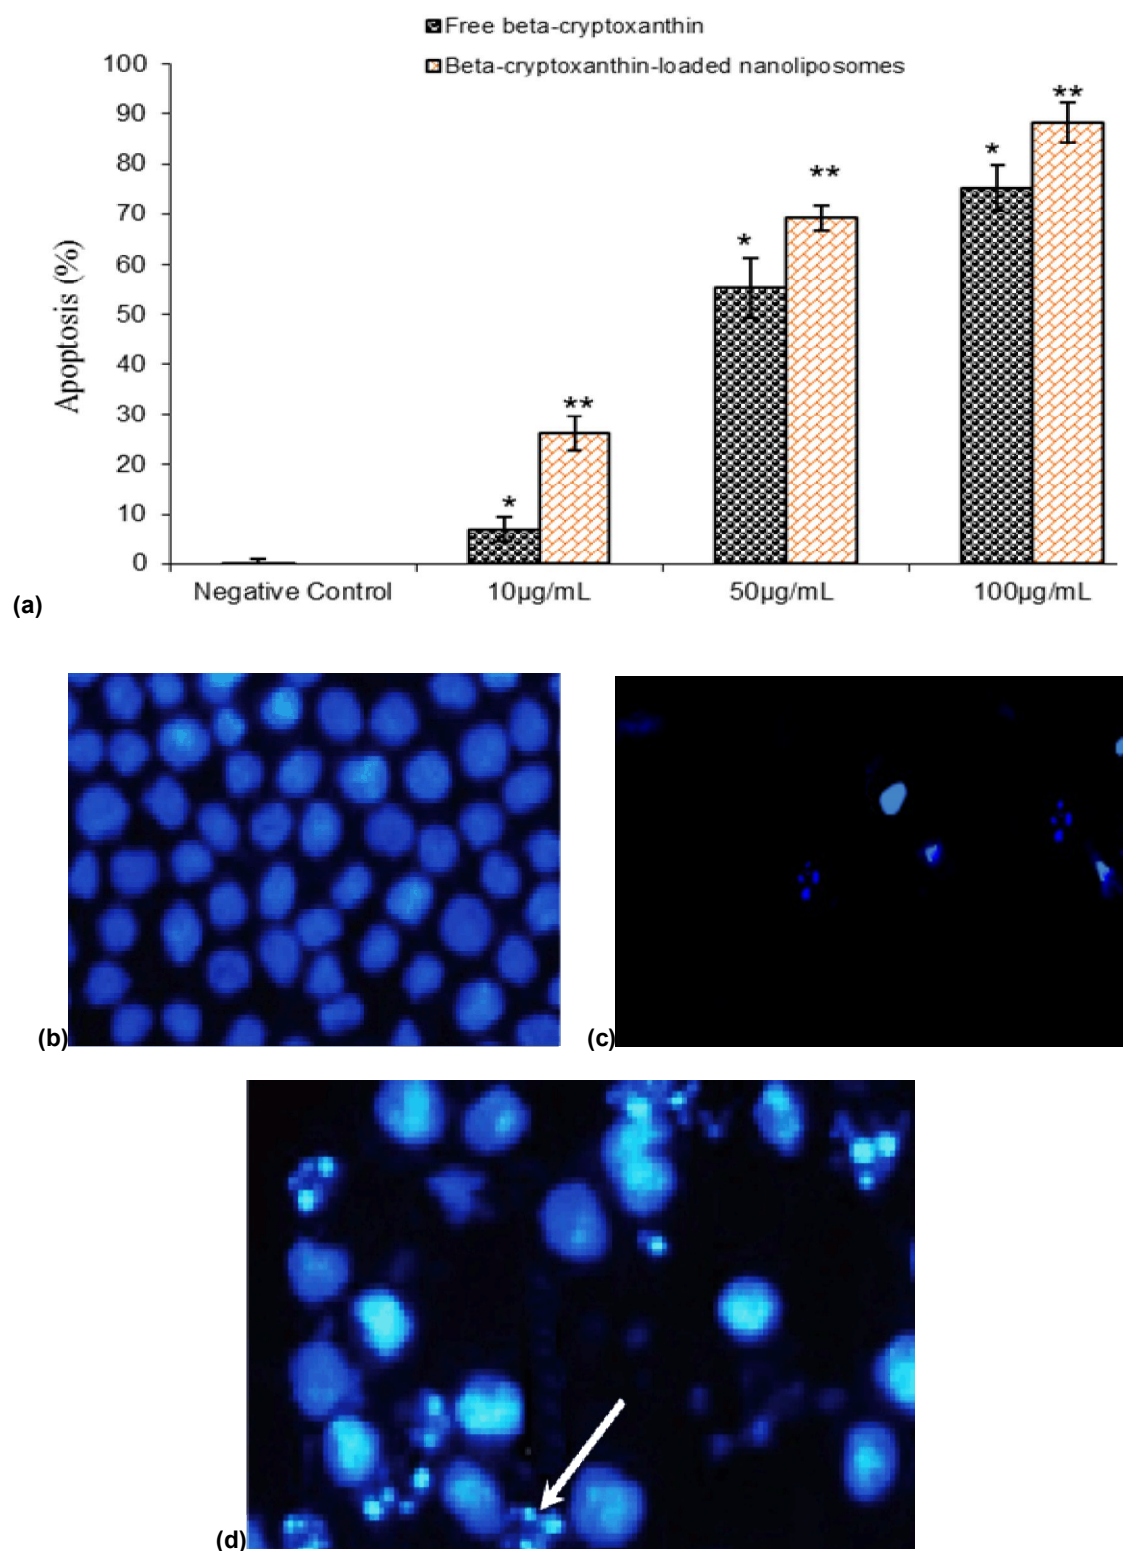 Free beta-cryptoxanthin
Beta-cryptoxanthin-loaded nanoliposomes
100
90
80
70
60
50
40
30
20
10
0
Apoptosis (%)
*
**
*
**
*
**
Negative Control 10µg/mL 50µg/mL 100µg/mL
(a)
(b)
(c)
(d)